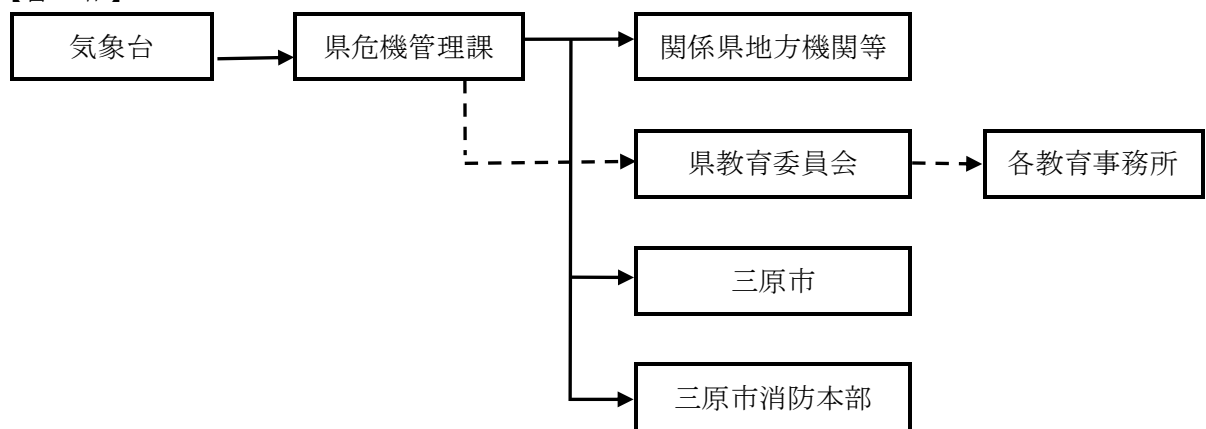 気象台
県危機管理課
関係県地方機関等
県教育委員会
各教育事務所
三原市
三原市消防本部